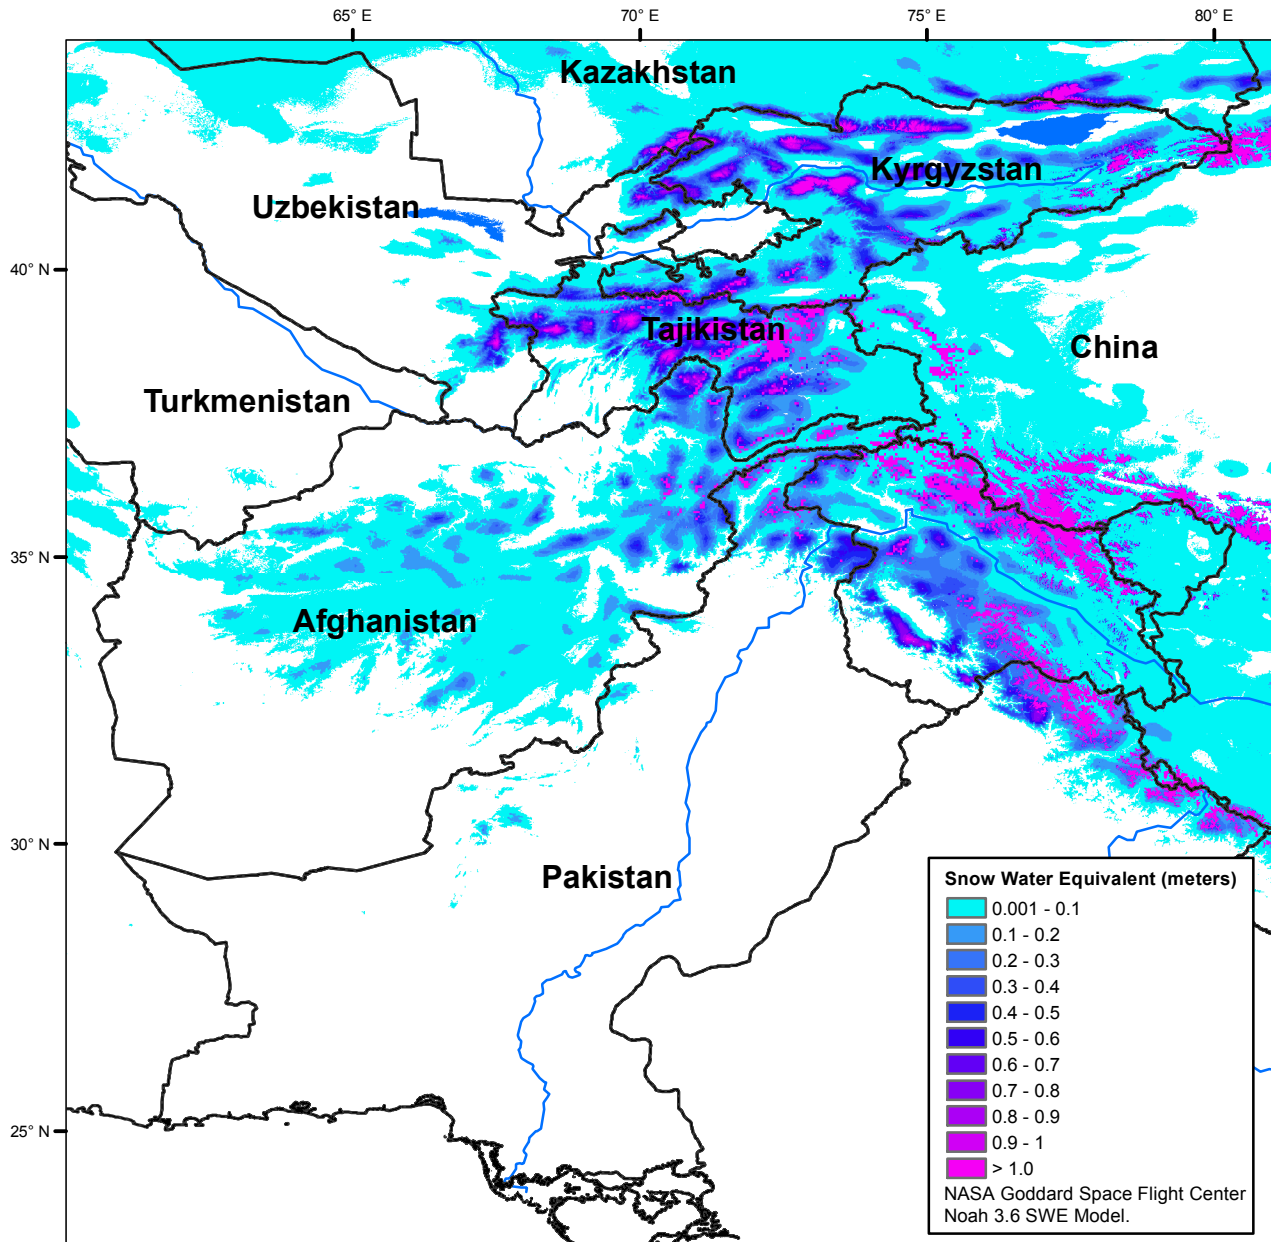 65° E
70° E
75° E
80° E
Kazakhstan
Kyrgyzstan
Uzbekistan
40° N
Tajikistan
China
Turkmenistan
35° N
Afghanistan
30° N
Pakistan
25° N
Snow Water Equivalent (meters)
0.001 - 0.1
0.1 - 0.2
0.2 - 0.3
0.3 - 0.4
0.4 - 0.5
0.5 - 0.6
0.6 - 0.7
0.7 - 0.8
0.8 - 0.9
0.9 - 1
> 1.0
NASA Goddard Space Flight Center
Noah 3.6 SWE Model.